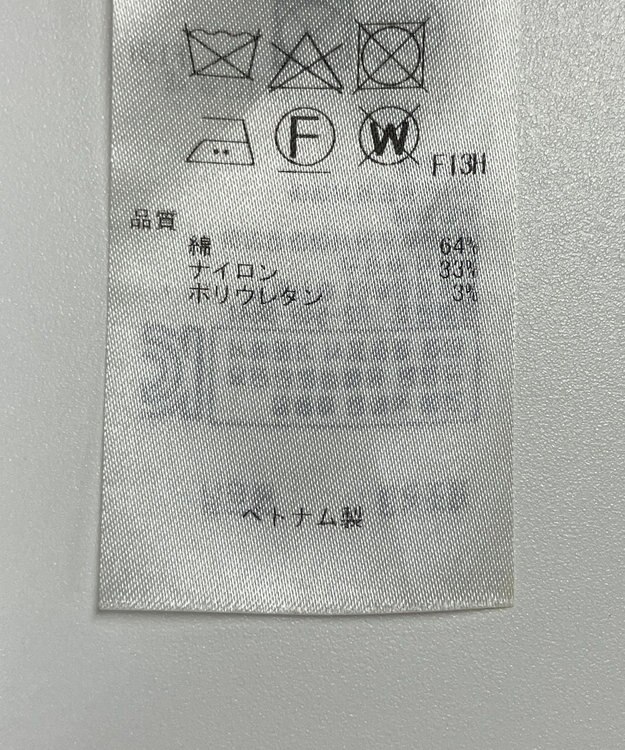 F
W
F13H
品質
綿 64%
ナイロン 33%
ポリウレタン 3%
ベトナム製